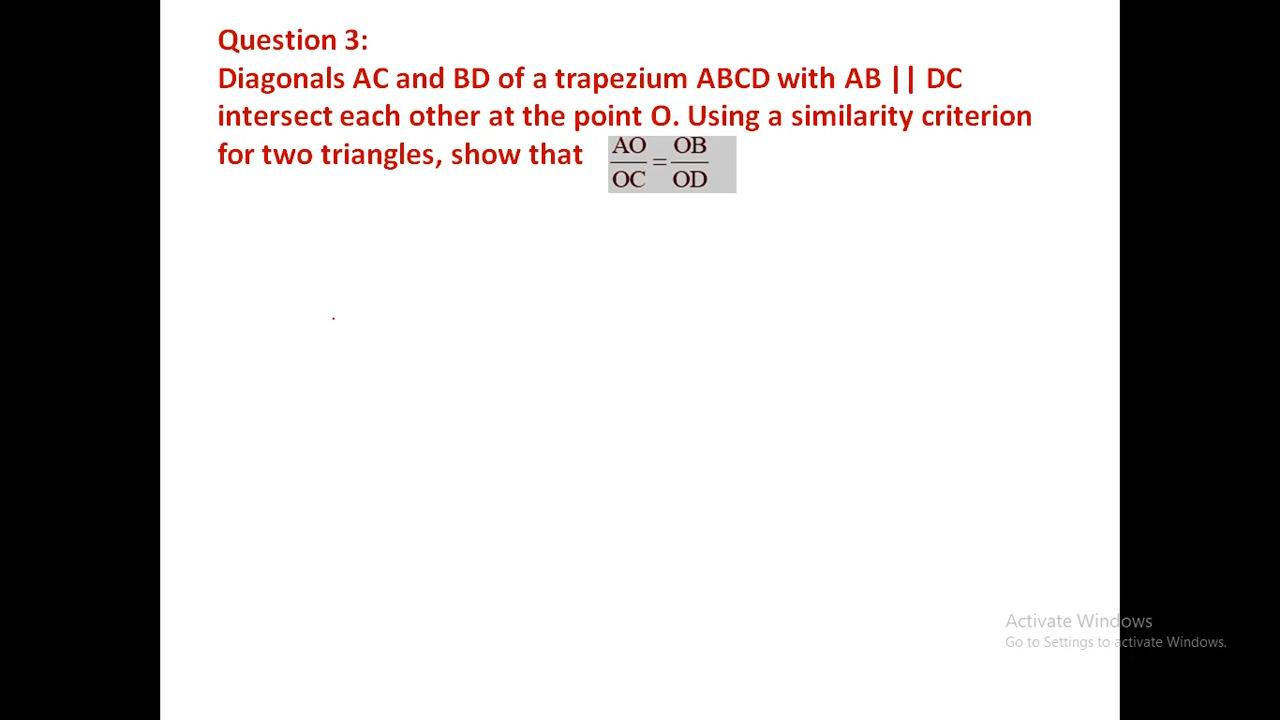 Question 3:
Diagonals AC and BD of a trapezium ABCD with AB || DC
intersect each other at the point O. Using a similarity criterion
for two triangles, show that AO/OC = OB/OD
Activate Windows
Go to Settings to activate Windows.